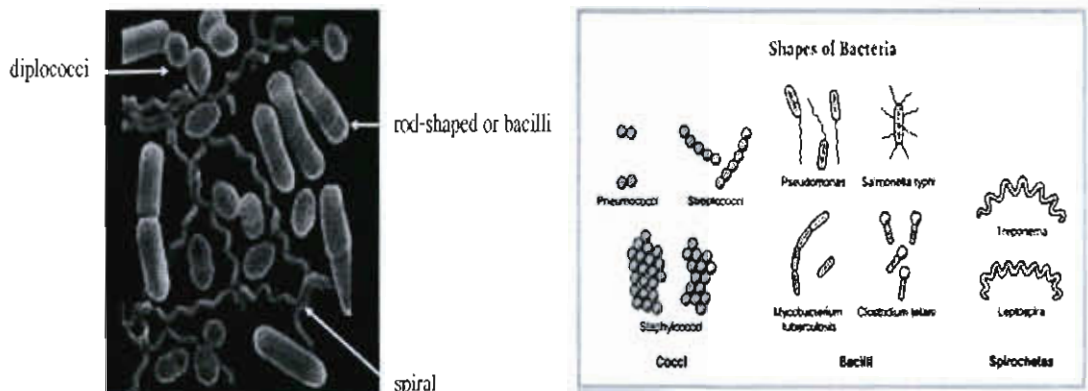 diplococci
rod-shaped or bacilli
spiral
Shapes of Bacteria
Pneumococci
Streptococci
Staphylococci
Cocci
Pseudomonas
Salmonella typhi
Mycobacterium
tuberculosis
Clostridium tetani
Bacilli
Treponema
Leptospira
Spirochetes